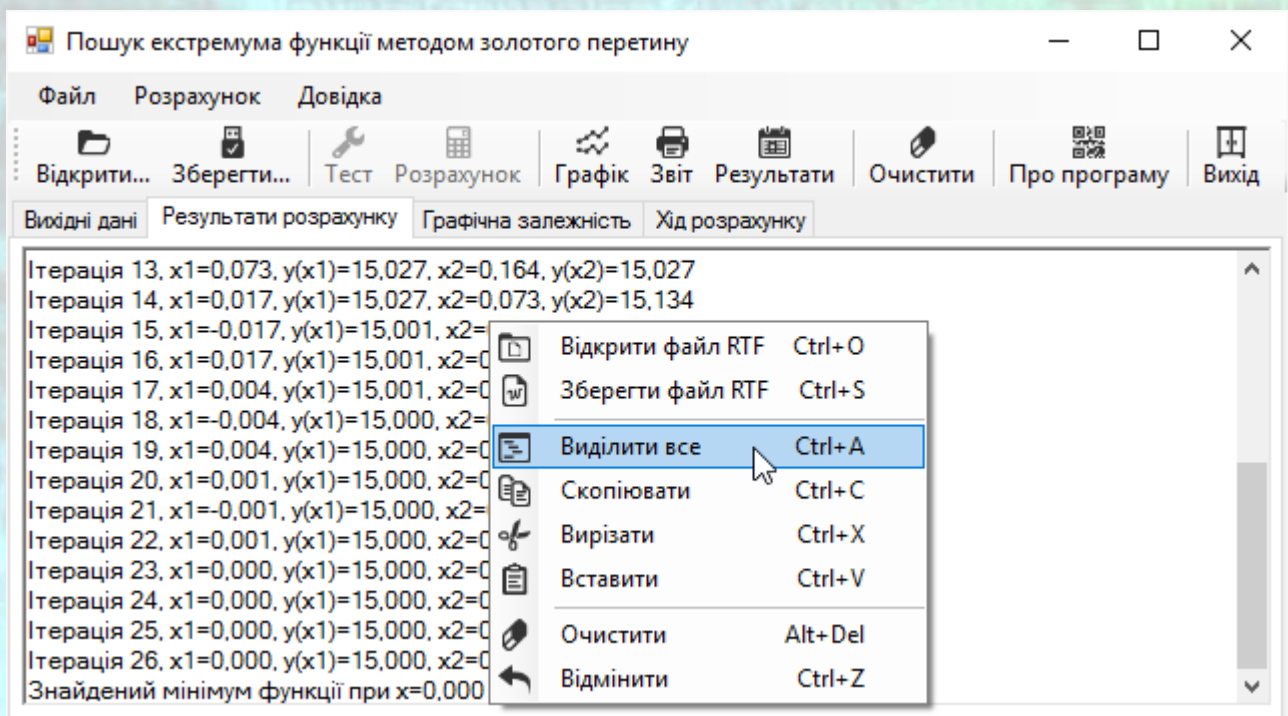 Пошук екстремума функції методом золотого перетину
Файл Розрахунок Довідка
Відкрити... Зберегти... Тест Розрахунок Графік Звіт Результати Очистити Про програму Вихід
Вихідні дані Результати розрахунку Графічна залежність Хід розрахунку
Ітерація 13, x1=0,073, y(x1)=15,027, x2=0,164, y(x2)=15,027
Ітерація 14, x1=0,017, y(x1)=15,027, x2=0,073, y(x2)=15,134
Ітерація 15, x1=-0,017, y(x1)=15,001, x2=
Ітерація 16, x1=0,017, y(x1)=15,001, x2=0
Ітерація 17, x1=0,004, y(x1)=15,001, x2=0
Ітерація 18, x1=-0,004, y(x1)=15,000, x2=
Ітерація 19, x1=0,004, y(x1)=15,000, x2=0
Ітерація 20, x1=0,001, y(x1)=15,000, x2=0
Ітерація 21, x1=-0,001, y(x1)=15,000, x2=
Ітерація 22, x1=0,001, y(x1)=15,000, x2=0
Ітерація 23, x1=0,000, y(x1)=15,000, x2=0
Ітерація 24, x1=0,000, y(x1)=15,000, x2=0
Ітерація 25, x1=0,000, y(x1)=15,000, x2=0
Ітерація 26, x1=0,000, y(x1)=15,000, x2=0
Знайдений мінімум функції при x=0,000
Відкрити файл RTF Ctrl+O
Зберегти файл RTF Ctrl+S
Виділити все Ctrl+A
Скопіювати Ctrl+C
Вирізати Ctrl+X
Вставити Ctrl+V
Очистити Alt+Del
Відмінити Ctrl+Z